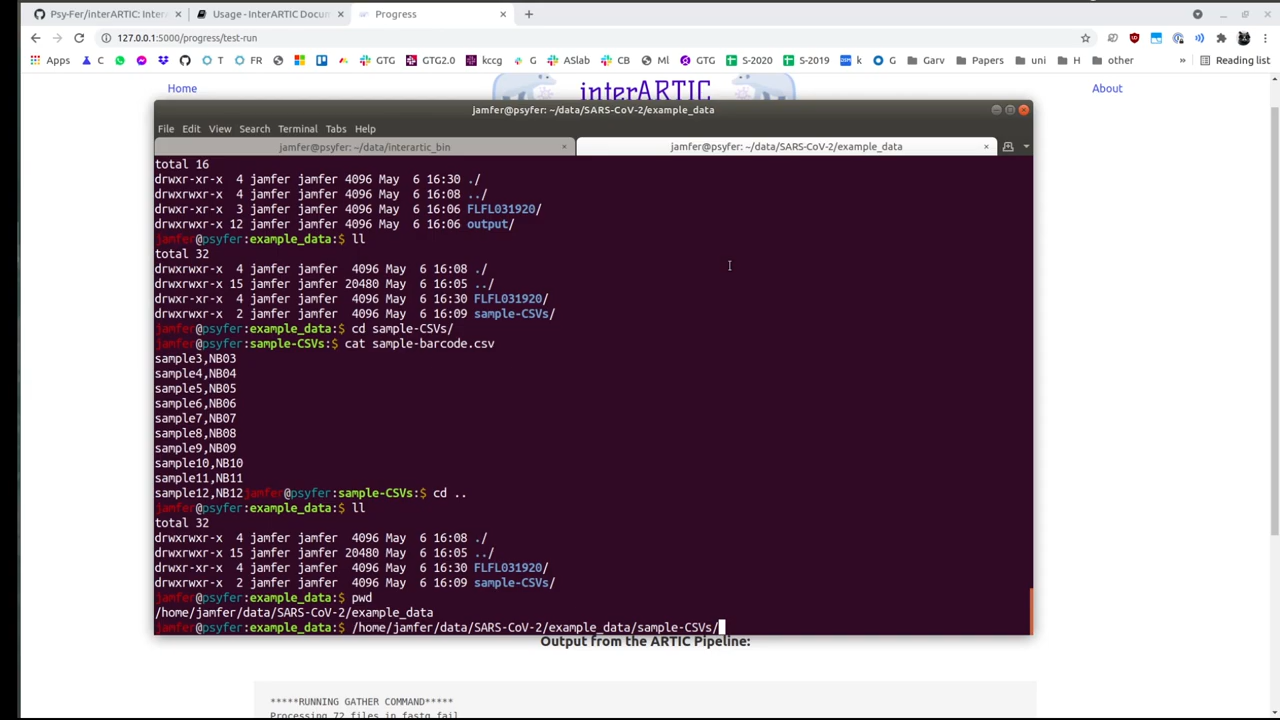 Psy-Fer/interARTIC: Inter
Usage - InterARTIC Docum
Progress
127.0.0.1:5000/progress/test-run
Apps C T FR GTG GTG2.0 kccg G ASlab CB Ml GTG S-2020 S-2019 k G Garv Papers uni H other » Reading list
Home
interARTIC
About
jamfer@psyfer: ~/data/SARS-CoV-2/example_data
File Edit View Search Terminal Tabs Help
jamfer@psyfer: ~/data/interartic_bin
jamfer@psyfer: ~/data/SARS-CoV-2/example_data
total 16
drwxr-xr-x 4 jamfer jamfer 4096 May 6 16:30 ./
drwxrwxr-x 4 jamfer jamfer 4096 May 6 16:08 ../
drwxr-xr-x 3 jamfer jamfer 4096 May 6 16:06 FLFL031920/
drwxrwxr-x 12 jamfer jamfer 4096 May 6 16:06 output/
jamfer@psyfer:example_data:$ ll
total 32
drwxrwxr-x 4 jamfer jamfer 4096 May 6 16:08 ./
drwxrwxr-x 15 jamfer jamfer 20480 May 6 16:05 ../
drwxrwxr-x 4 jamfer jamfer 4096 May 6 16:30 FLFL031920/
drwxrwxr-x 2 jamfer jamfer 4096 May 6 16:09 sample-CSVs/
jamfer@psyfer:example_data:$ cd sample-CSVs/
jamfer@psyfer:sample-CSVs:$ cat sample-barcode.csv
sample3,NB03
sample4,NB04
sample5,NB05
sample6,NB06
sample7,NB07
sample8,NB08
sample9,NB09
sample10,NB10
sample11,NB11
sample12,NB12jamfer@psyfer:sample-CSVs:$ cd ..
jamfer@psyfer:example_data:$ ll
total 32
drwxrwxr-x 4 jamfer jamfer 4096 May 6 16:08 ./
drwxrwxr-x 15 jamfer jamfer 20480 May 6 16:05 ../
drwxrwxr-x 4 jamfer jamfer 4096 May 6 16:30 FLFL031920/
drwxrwxr-x 2 jamfer jamfer 4096 May 6 16:09 sample-CSVs/
jamfer@psyfer:example_data:$ pwd
/home/jamfer/data/SARS-CoV-2/example_data
jamfer@psyfer:example_data:$ /home/jamfer/data/SARS-CoV-2/example_data/sample-CSVs/
Output from the ARTIC Pipeline:
*****RUNNING GATHER COMMAND*****
Processing 72 files in fastq_fail